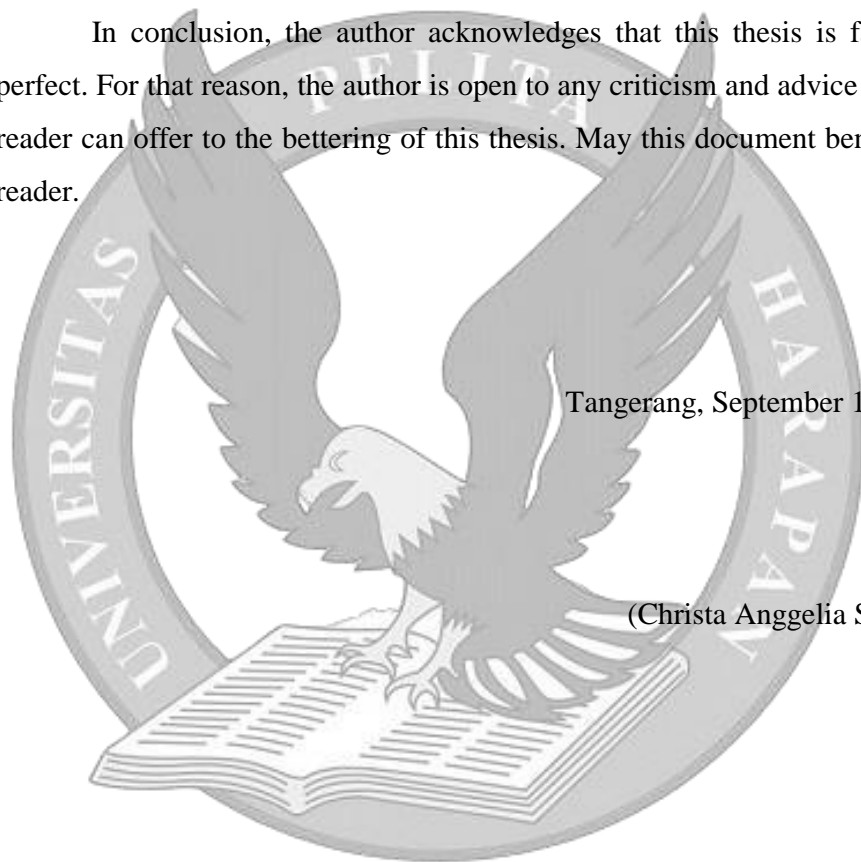 In conclusion, the author acknowledges that this thesis is f
perfect. For that reason, the author is open to any criticism and advice
reader can offer to the bettering of this thesis. May this document ber
reader.
UNIVERSITAS PELITA HARAPAN
Tangerang, September 1
(Christa Anggelia S